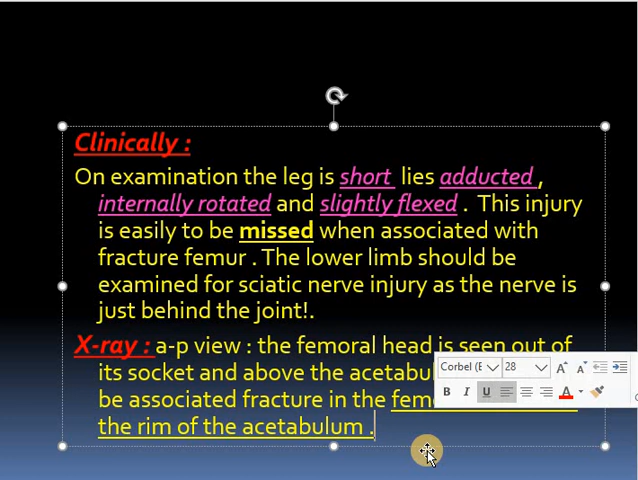 Clinically :
On examination the leg is short lies adducted ,
internally rotated and slightly flexed . This injury
is easily to be missed when associated with
fracture femur . The lower limb should be
examined for sciatic nerve injury as the nerve is
just behind the joint!.
X-ray : a-p view : the femoral head is seen out of
its socket and above the
be associated fracture in the
the rim of the acetabulum .
Corbel (E
28
B I U A